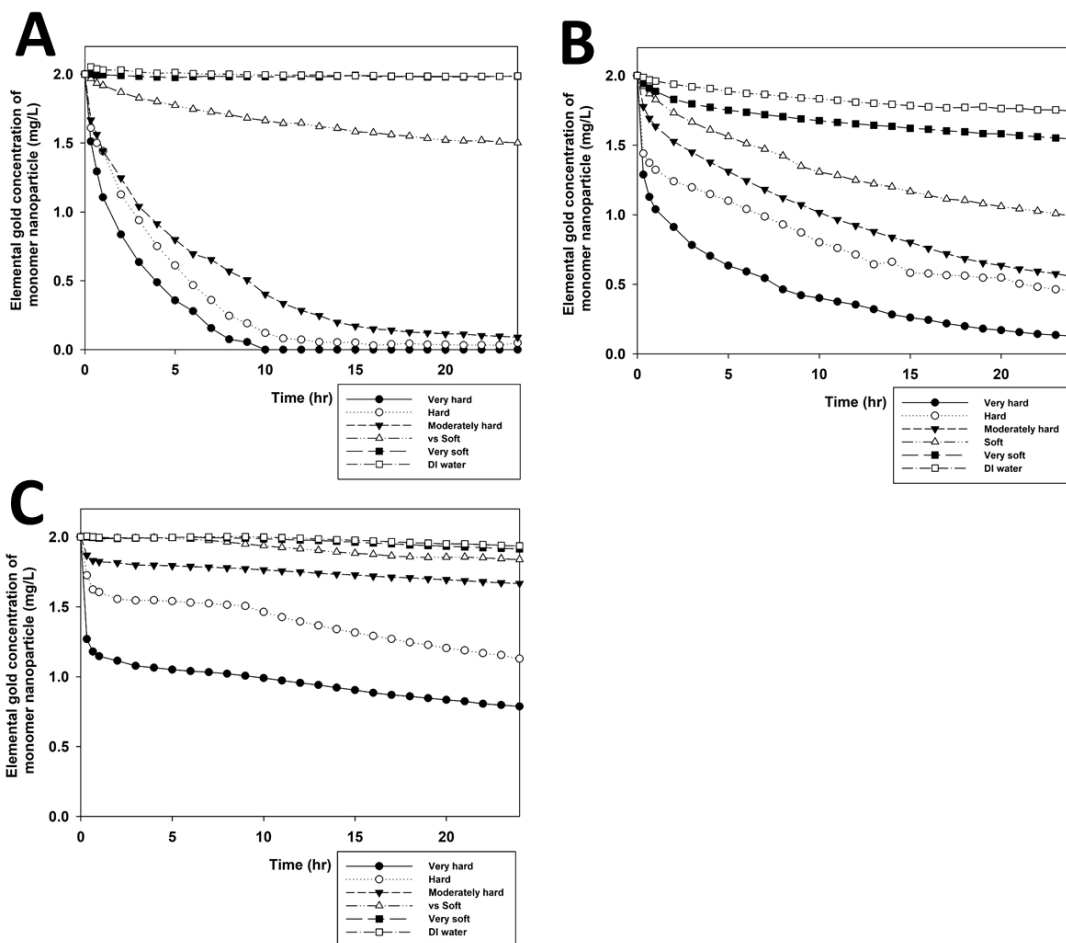 A
Elemental gold concentration of
monomer nanoparticle (mg/L)
2.0
1.5
1.0
0.5
0.0
0
5
10
15
20
Time (hr)
Very hard
Hard
Moderately hard
vs Soft
Very soft
DI water
B
Elemental gold concentration of
monomer nanoparticle (mg/L)
2.0
1.5
1.0
0.5
0.0
0
5
10
15
20
Time (hr)
Very hard
Hard
Moderately hard
Soft
Very soft
DI water
C
Elemental gold concentration of
monomer nanoparticle (mg/L)
2.0
1.5
1.0
0.5
0.0
0
5
10
15
20
Time (hr)
Very hard
Hard
Moderately hard
vs Soft
Very soft
DI water